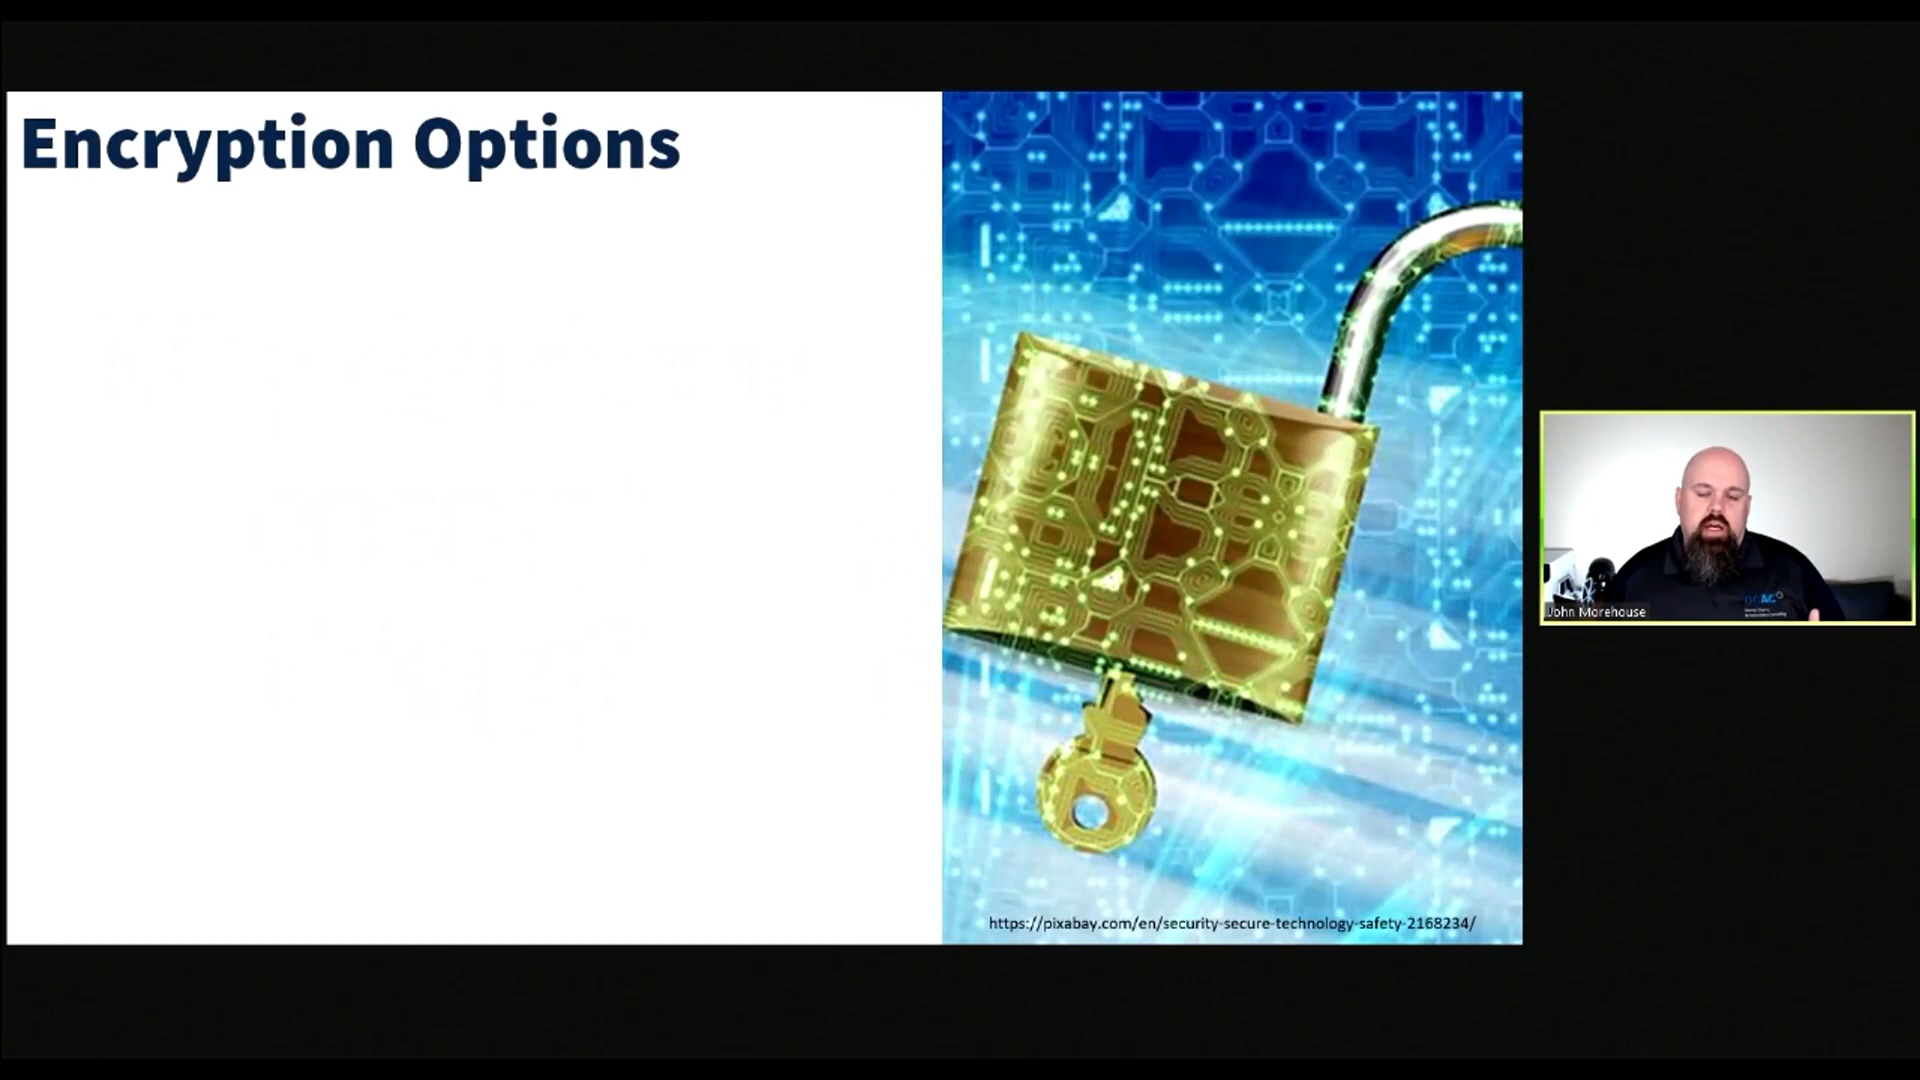 Encryption Options
https://pixabay.com/en/security-secure-technology-safety-2168234/
John Morehouse